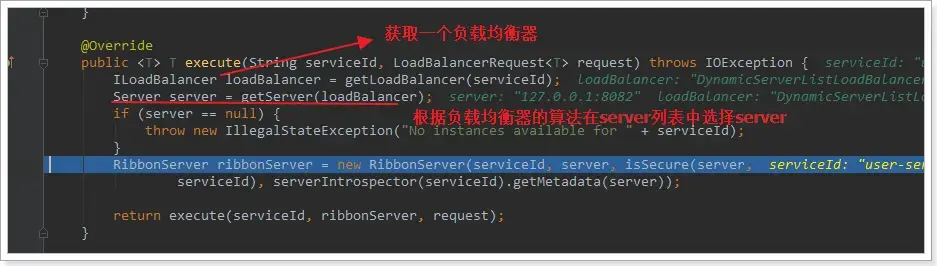 获取一个负载均衡器
@Override
public <T> T execute(String serviceId, LoadBalancerRequest<T> request) throws IOException { serviceId: "u
ILoadBalancer loadBalancer = getLoadBalancer(serviceId); loadBalancer: "DynamicServerListLoadBalance
Server server = getServer(loadBalancer); server: "127.0.0.1:8082" loadBalancer: "DynamicServerListLo
if (server == null) { 根据负载均衡器的算法在server列表中选择server
throw new IllegalStateException("No instances available for " + serviceId);
}
RibbonServer ribbonServer = new RibbonServer(serviceId, server, isSecure(server, serviceId: "user-ser
serviceId), serverIntrospector(serviceId).getMetadata(server));
return execute(serviceId, ribbonServer, request);
}